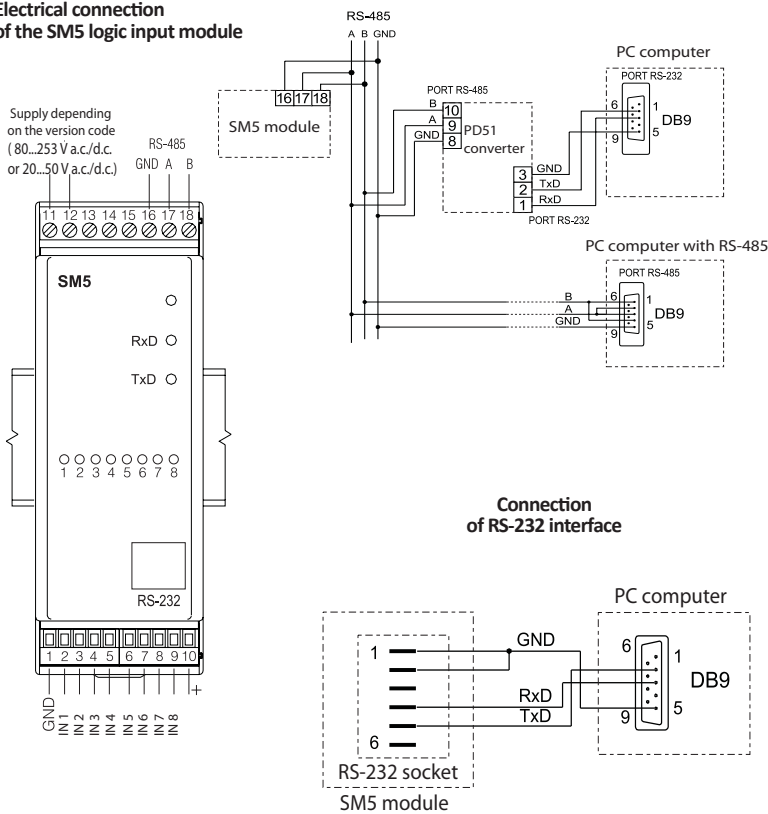 Electrical connection
of the SM5 logic input module
Supply depending
on the version code
( 80...253 V a.c./d.c.
or 20...50 V a.c./d.c.)
RS-485
GND A B
11 12 13 14 15 16 17 18
SM5
RxD
TxD
1 2 3 4 5 6 7 8
RS-232
1 2 3 4 5 6 7 8 9 10
GND
IN 1
IN 2
IN 3
IN 4
IN 5
IN 6
IN 7
IN 8
+
RS-485
A B GND
16 17 18
SM5 module
PORT RS-485
B 10
A 9
GND 8
PD51
converter
3 GND
2 TxD
1 RxD
PORT RS-232
PC computer
PORT RS-232
6 1
DB9
9 5
PC computer with RS-485
PORT RS-485
B
A
GND
6 1
DB9
9 5
Connection
of RS-232 interface
PC computer
1
6
GND
RxD
TxD
6 1
DB9
9 5
RS-232 socket
SM5 module